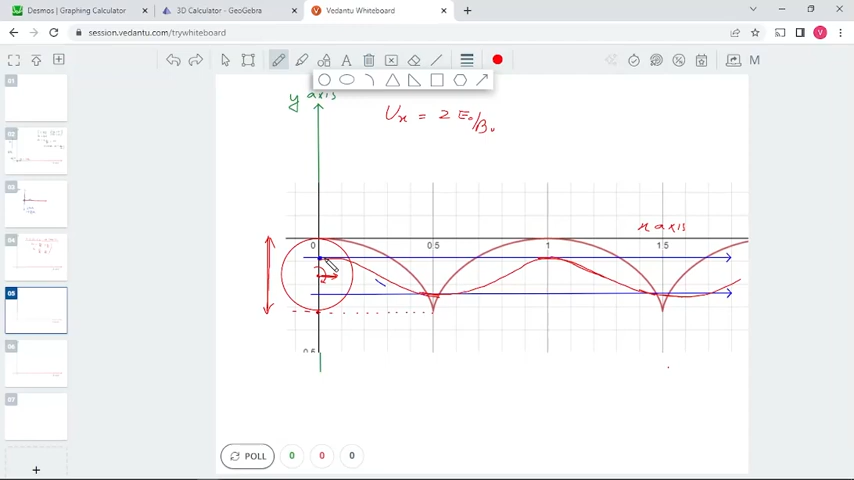 Desmos | Graphing Calculator
3D Calculator - GeoGebra
Vedantu Whiteboard
session.vedantu.com/trywhiteboard
V
A
M
01
02
03
04
05
06
07
y axis
Ux = 2 E₀/B₀
x axis
0
0.5
1
1.5
POLL
0
0
0